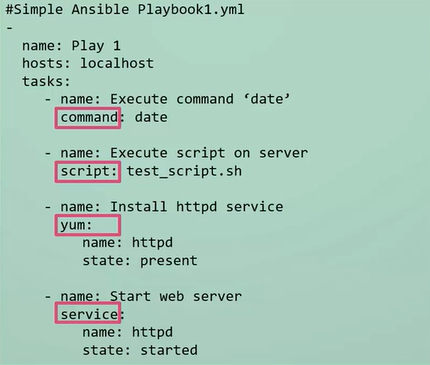 #Simple Ansible Playbook1.yml
-
name: Play 1
hosts: localhost
tasks:
- name: Execute command ‘date’
command: date
- name: Execute script on server
script: test_script.sh
- name: Install httpd service
yum:
name: httpd
state: present
- name: Start web server
service:
name: httpd
state: started